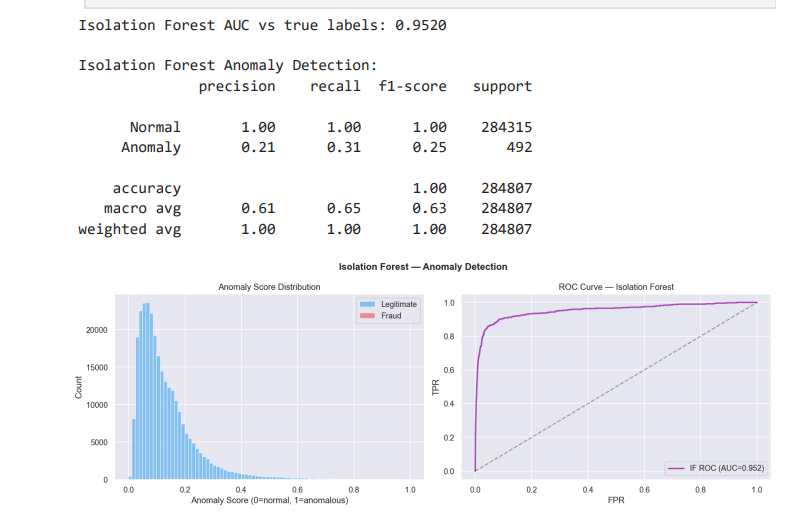 Isolation Forest AUC vs true labels: 0.9520
Isolation Forest Anomaly Detection:
precision recall f1-score support
Normal 1.00 1.00 1.00 284315
Anomaly 0.21 0.31 0.25 492
accuracy 1.00 284807
macro avg 0.61 0.65 0.63 284807
weighted avg 1.00 1.00 1.00 284807
Isolation Forest — Anomaly Detection
Anomaly Score Distribution
Legitimate
Fraud
Count
20000
15000
10000
5000
0
0.0 0.2 0.4 0.6 0.8 1.0
Anomaly Score (0=normal, 1=anomalous)
ROC Curve — Isolation Forest
TPR
1.0
0.8
0.6
0.4
0.2
0.0
IF ROC (AUC=0.952)
0.0 0.2 0.4 0.6 0.8 1.0
FPR